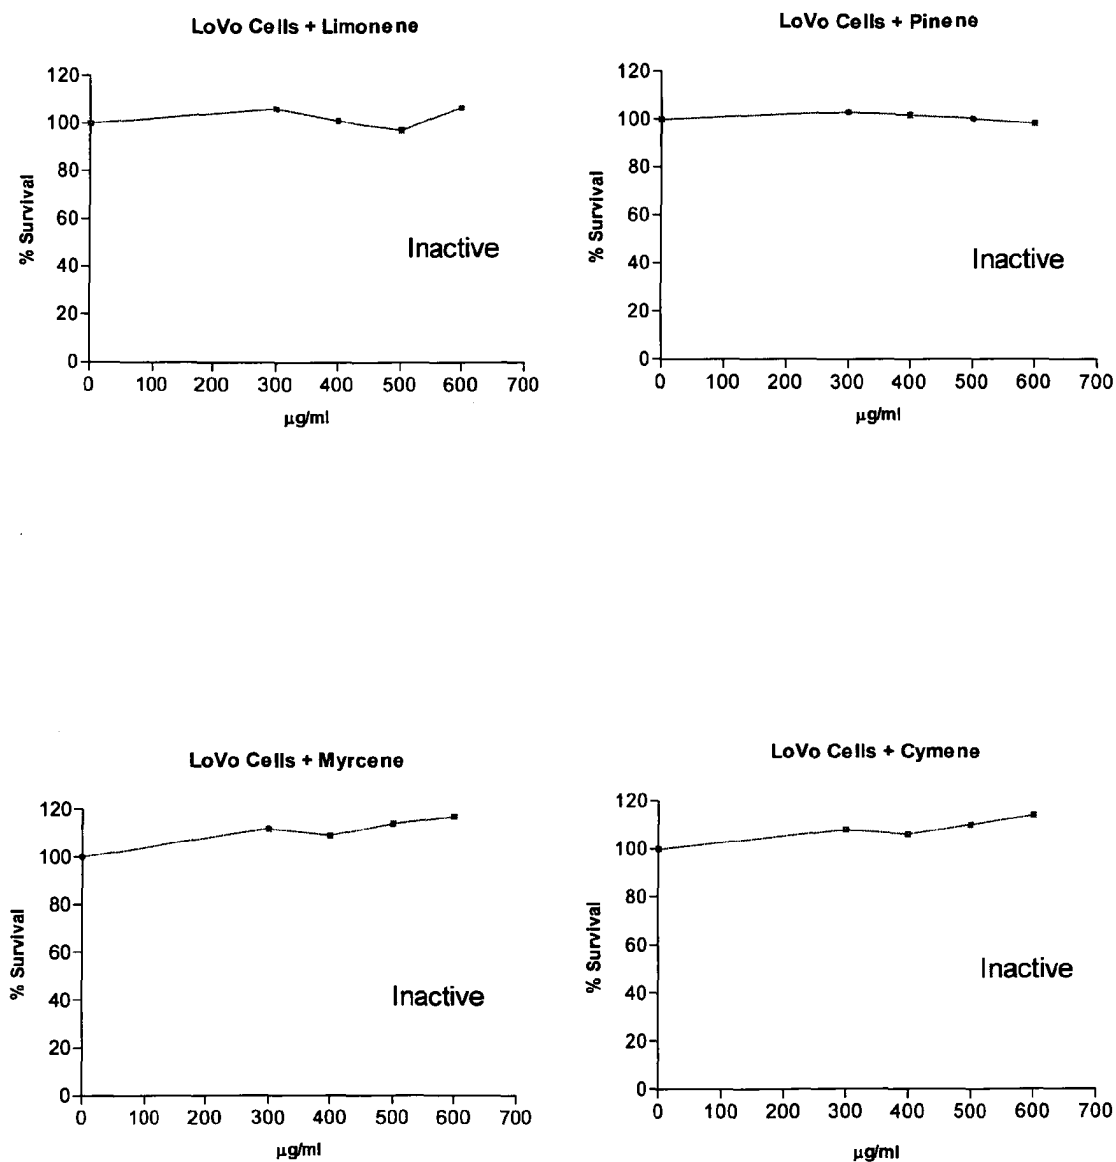 LoVo Cells + Limonene
120
100
80
60
40
20
0
% Survival
Inactive
0 100 200 300 400 500 600 700
µg/ml
LoVo Cells + Pinene
120
100
80
60
40
20
0
% Survival
Inactive
0 100 200 300 400 500 600 700
µg/ml
LoVo Cells + Myrcene
120
100
80
60
40
20
0
% Survival
Inactive
0 100 200 300 400 500 600 700
µg/ml
LoVo Cells + Cymene
120
100
80
60
40
20
0
% Survival
Inactive
0 100 200 300 400 500 600 700
µg/ml